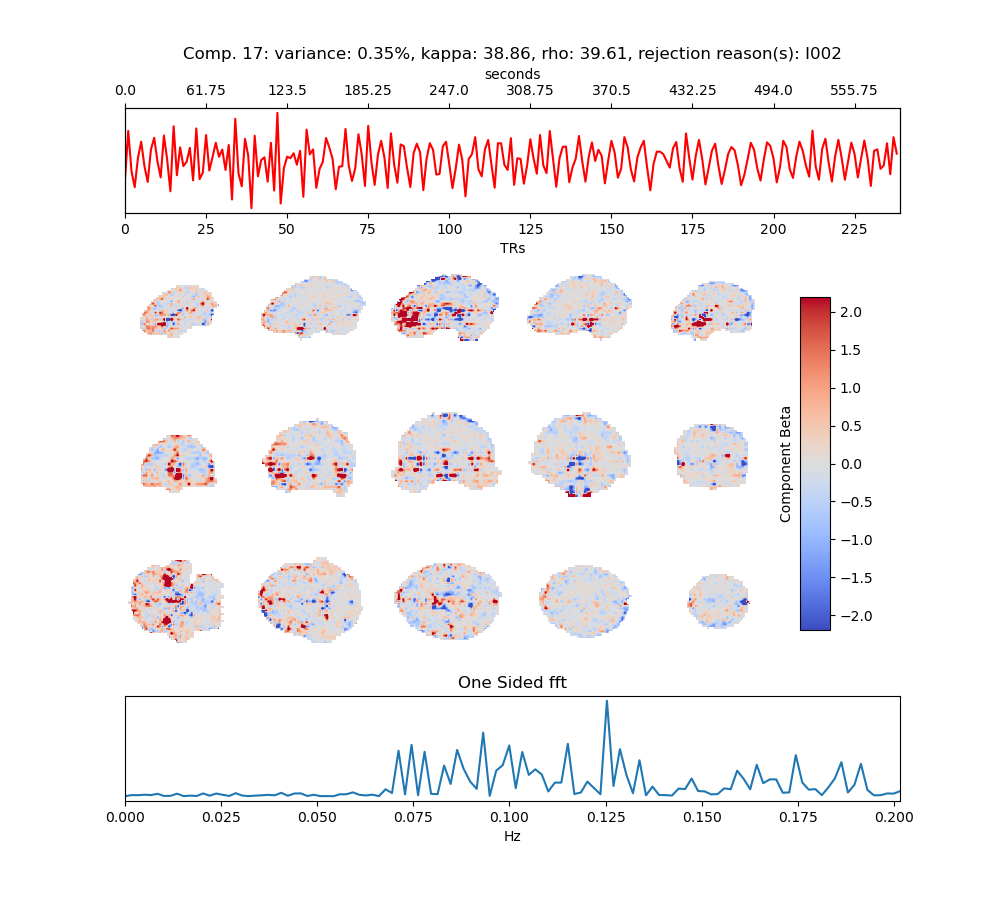 Comp. 17: variance: 0.35%, kappa: 38.86, rho: 39.61, rejection reason(s): I002
seconds
0.0 61.75 123.5 185.25 247.0 308.75 370.5 432.25 494.0 555.75
0 25 50 75 100 125 150 175 200 225
TRs
2.0
1.5
1.0
0.5
0.0
−0.5
−1.0
−1.5
−2.0
Component Beta
One Sided fft
0.000 0.025 0.050 0.075 0.100 0.125 0.150 0.175 0.200
Hz